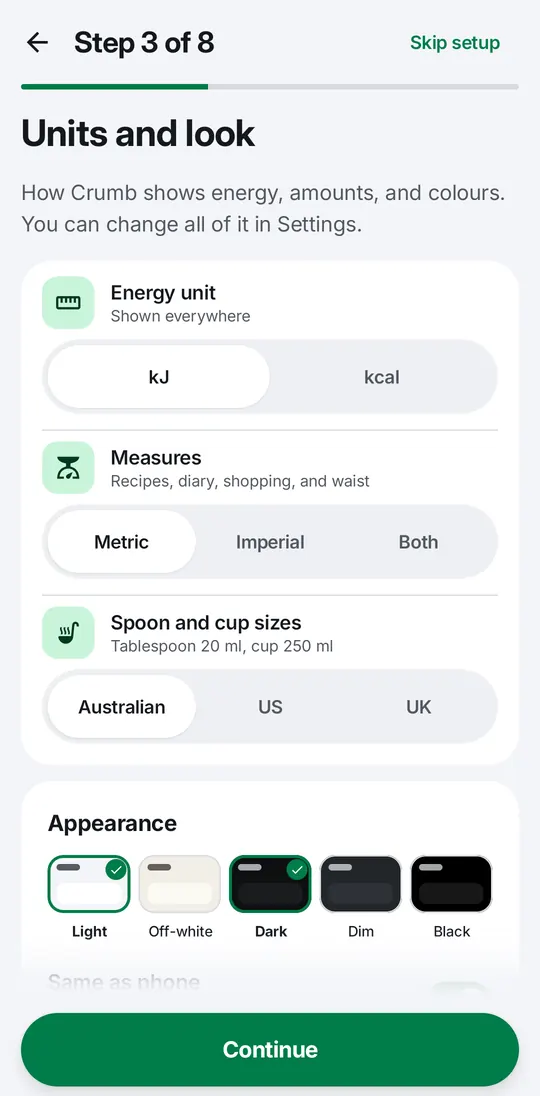 Step 3 of 8
Skip setup
Units and look
How Crumb shows energy, amounts, and colours.
You can change all of it in Settings.
Energy unit
Shown everywhere
kJ
kcal
Measures
Recipes, diary, shopping, and waist
Metric
Imperial
Both
Spoon and cup sizes
Tablespoon 20 ml, cup 250 ml
Australian
US
UK
Appearance
Light
Off-white
Dark
Dim
Black
Same as phone
Continue